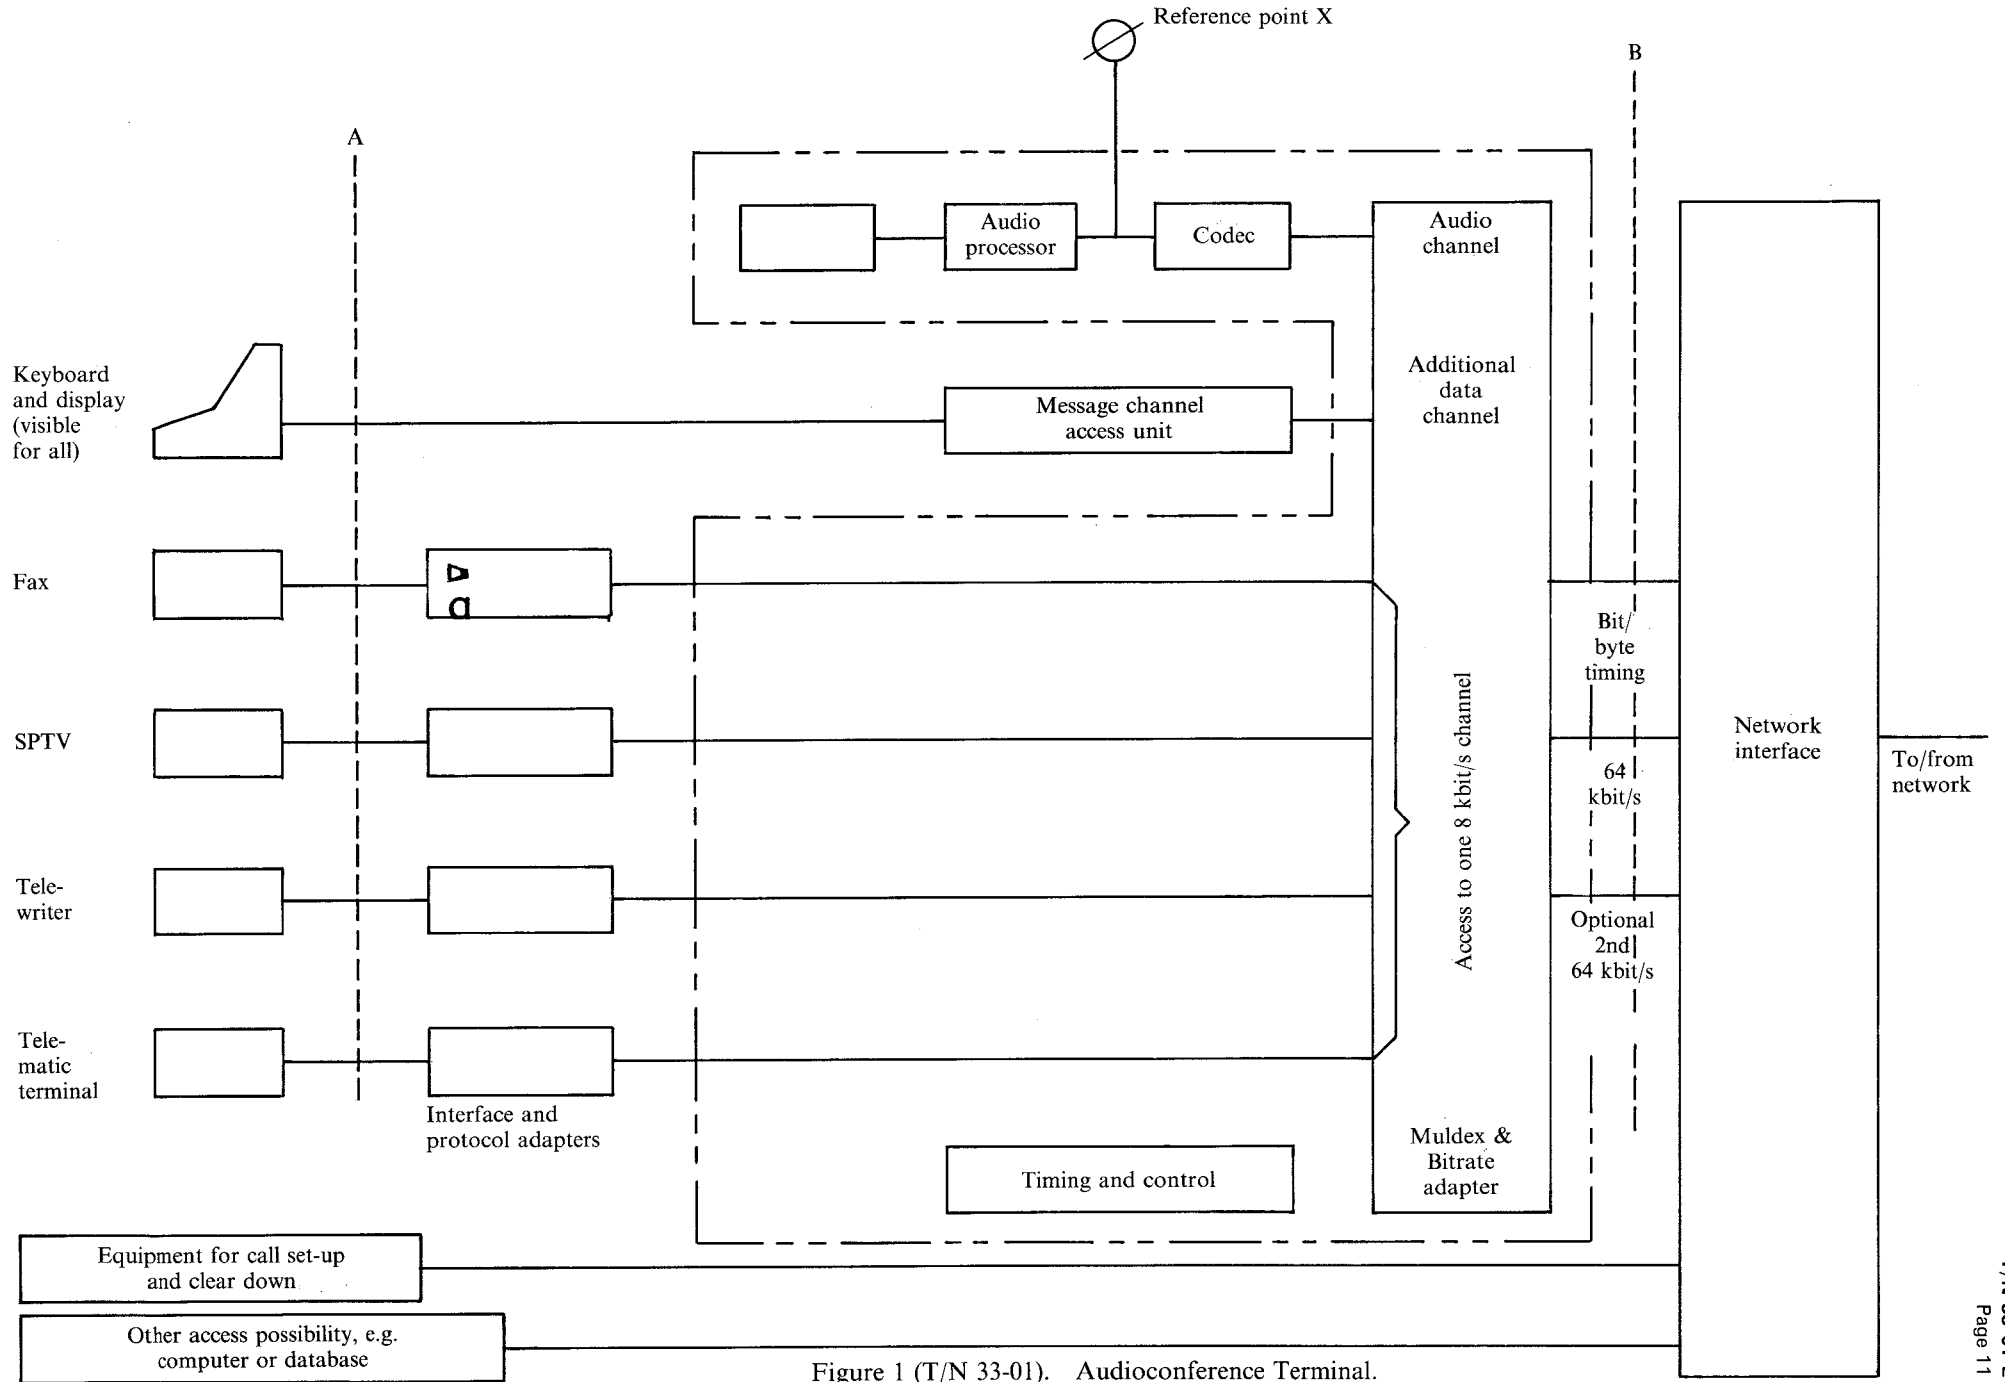 Reference point X
B
A
Audio
processor
Codec
Audio
channel
Keyboard
and display
(visible
for all)
Message channel
access unit
Additional
data
channel
Fax
Bit/
byte
timing
SPTV
Access to one 8 kbit/s channel
64
kbit/s
Network
interface
To/from
network
Tele-
writer
Optional
2nd
64 kbit/s
Tele-
matic
terminal
Interface and
protocol adapters
Timing and control
Muldex &
Bitrate
adapter
Equipment for call set-up
and clear down
Other access possibility, e.g.
computer or database
Page 11
Figure 1 (T/N 33-01). Audioconference Terminal.